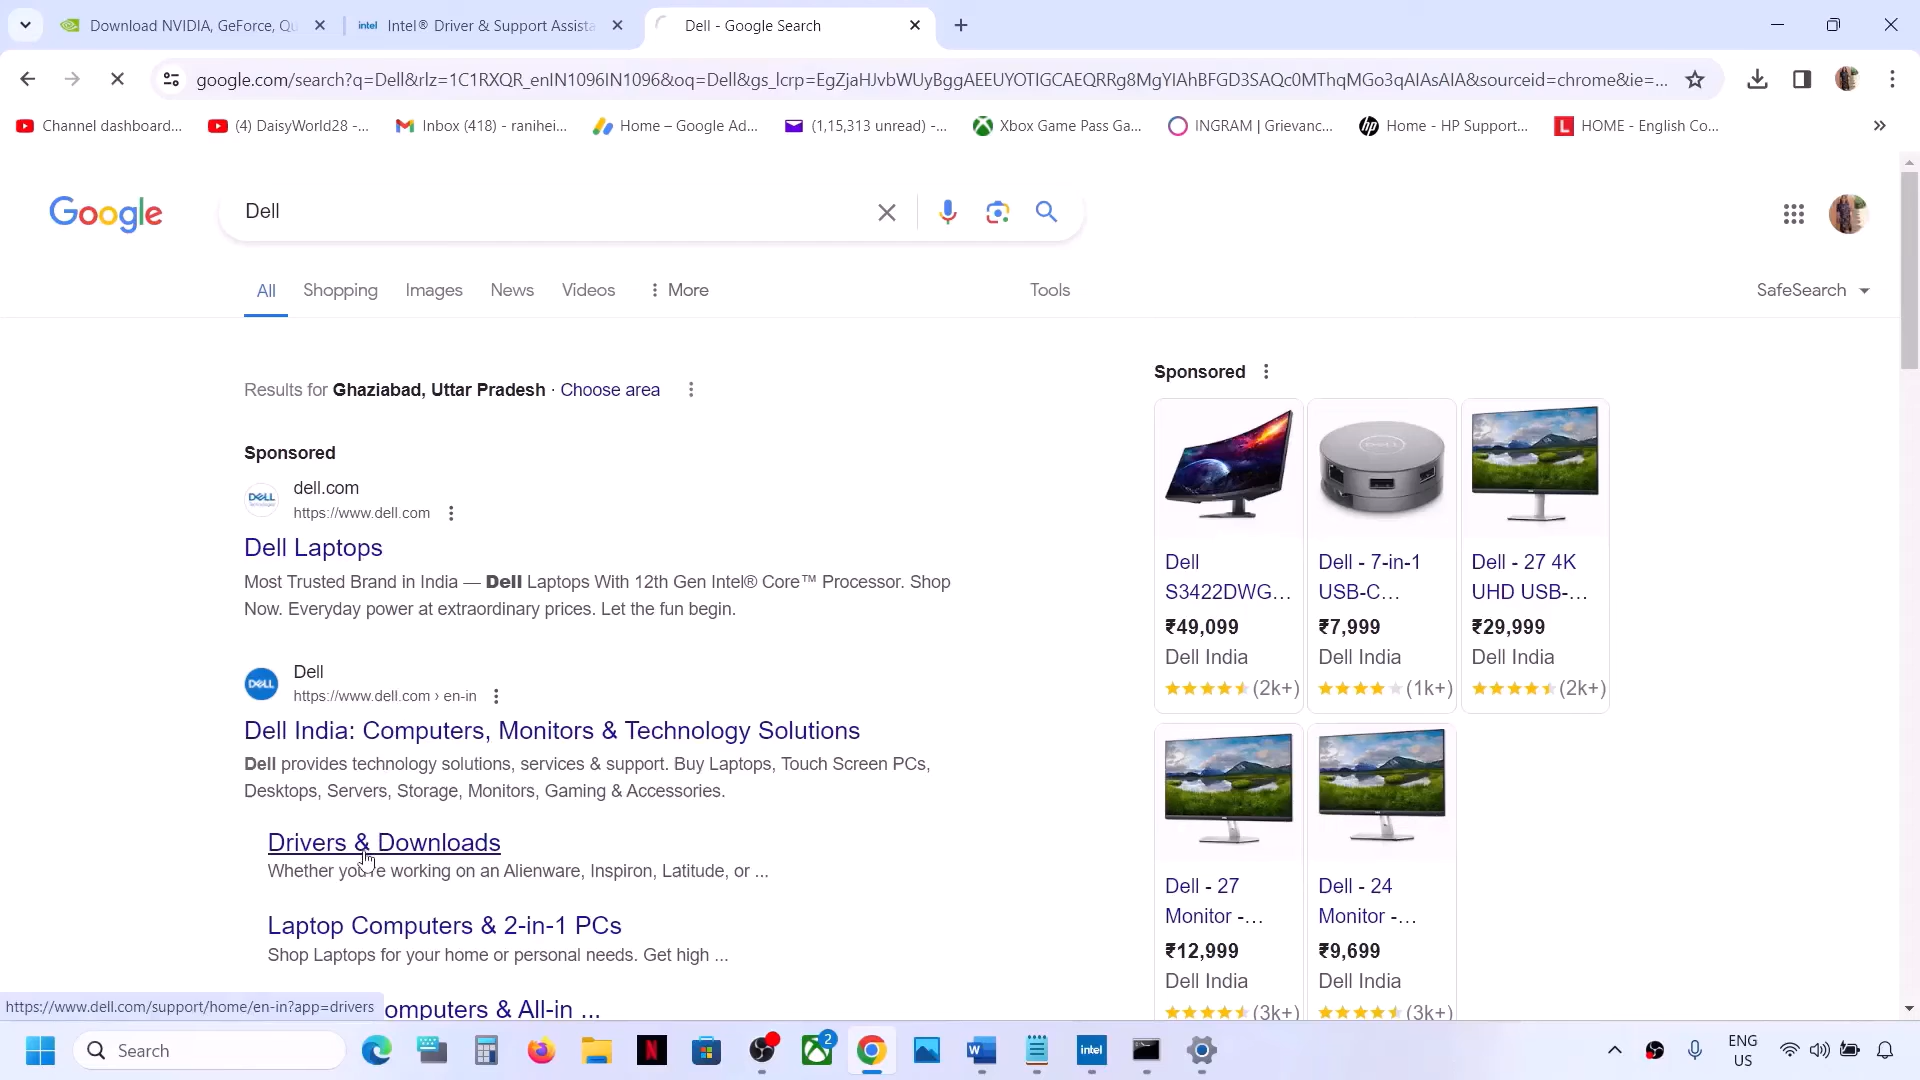 Download NVIDIA, GeForce, Qu
intel Intel® Driver & Support Assista
Dell - Google Search
google.com/search?q=Dell&rlz=1C1RXQR_enIN1096IN1096&oq=Dell&gs_lcrp=EgZjaHJvbWUyBggAEEUYOTIGCAEQRRg8MgYIAhBFGD3SAQc0MThqMGo3qAIAsAIA&sourceid=chrome&ie=...
Channel dashboard...
(4) DaisyWorld28 -...
Inbox (418) - ranihei...
Home – Google Ad...
(1,15,313 unread) -...
Xbox Game Pass Ga...
INGRAM | Grievanc...
hp Home - HP Support...
L HOME - English Co...
Google
Dell
All Shopping Images News Videos More Tools SafeSearch
Results for Ghaziabad, Uttar Pradesh · Choose area
Sponsored
DELL
dell.com
https://www.dell.com
Dell Laptops
Most Trusted Brand in India — Dell Laptops With 12th Gen Intel® Core™ Processor. Shop
Now. Everyday power at extraordinary prices. Let the fun begin.
DELL
Dell
https://www.dell.com › en-in
Dell India: Computers, Monitors & Technology Solutions
Dell provides technology solutions, services & support. Buy Laptops, Touch Screen PCs,
Desktops, Servers, Storage, Monitors, Gaming & Accessories.
Drivers & Downloads
Whether you're working on an Alienware, Inspiron, Latitude, or ...
Laptop Computers & 2-in-1 PCs
Shop Laptops for your home or personal needs. Get high ...
omputers & All-in ...
https://www.dell.com/support/home/en-in?app=drivers
Sponsored
Dell
S3422DWG...
₹49,099
Dell India
(2k+)
Dell - 7-in-1
USB-C...
₹7,999
Dell India
(1k+)
Dell - 27 4K
UHD USB-...
₹29,999
Dell India
(2k+)
Dell - 27
Monitor -...
₹12,999
Dell India
(3k+)
Dell - 24
Monitor -...
₹9,699
Dell India
(3k+)
Search
N
2
W
intel
ENG
US